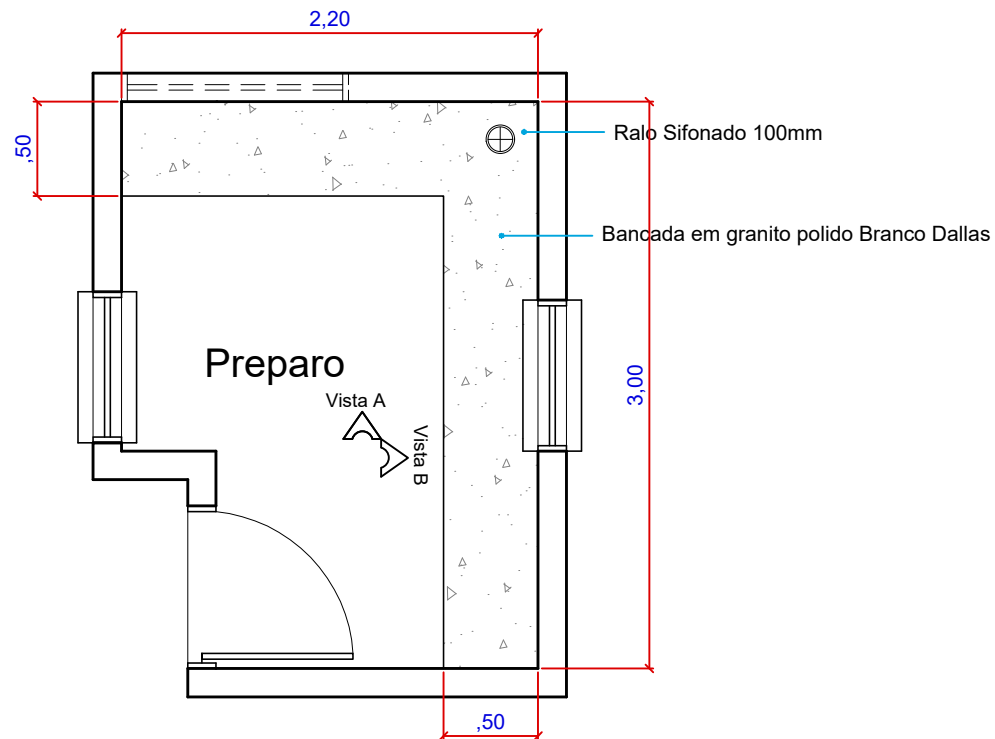 2,20
,50
Ralo Sifonado 100mm
Bancada em granito polido Branco Dallas
Preparo
3,00
Vista A
Vista B
,50